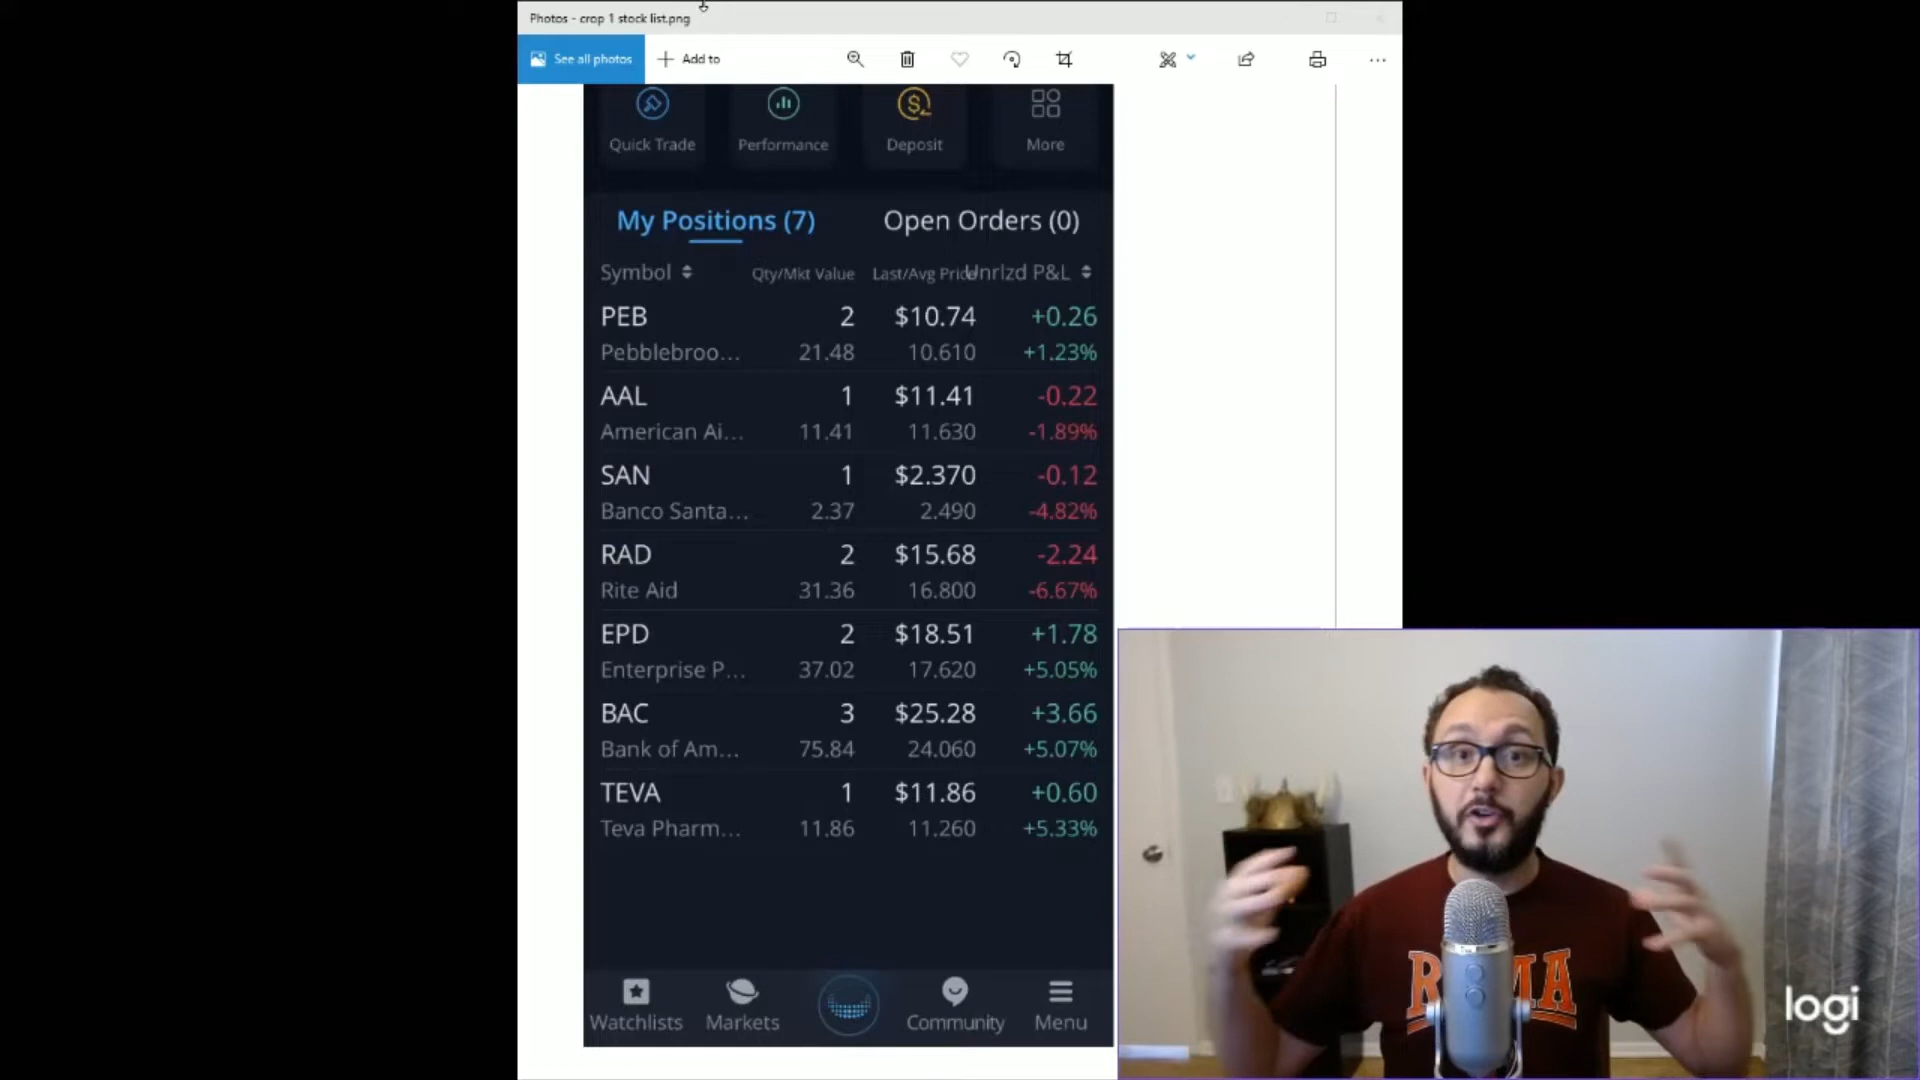 Photos - crop 1 stock list.png
See all photos
Add to
Quick Trade
Performance
Deposit
More
My Positions (7)
Open Orders (0)
Symbol
Qty/Mkt Value
Last/Avg Price
Unrlzd P&L
PEB 2 $10.74 +0.26
Pebblebroo... 21.48 10.610 +1.23%
AAL 1 $11.41 -0.22
American Ai... 11.41 11.630 -1.89%
SAN 1 $2.370 -0.12
Banco Santa... 2.37 2.490 -4.82%
RAD 2 $15.68 -2.24
Rite Aid 31.36 16.800 -6.67%
EPD 2 $18.51 +1.78
Enterprise P... 37.02 17.620 +5.05%
BAC 3 $25.28 +3.66
Bank of Am... 75.84 24.060 +5.07%
TEVA 1 $11.86 +0.60
Teva Pharm... 11.86 11.260 +5.33%
Watchlists
Markets
Community
Menu
logi